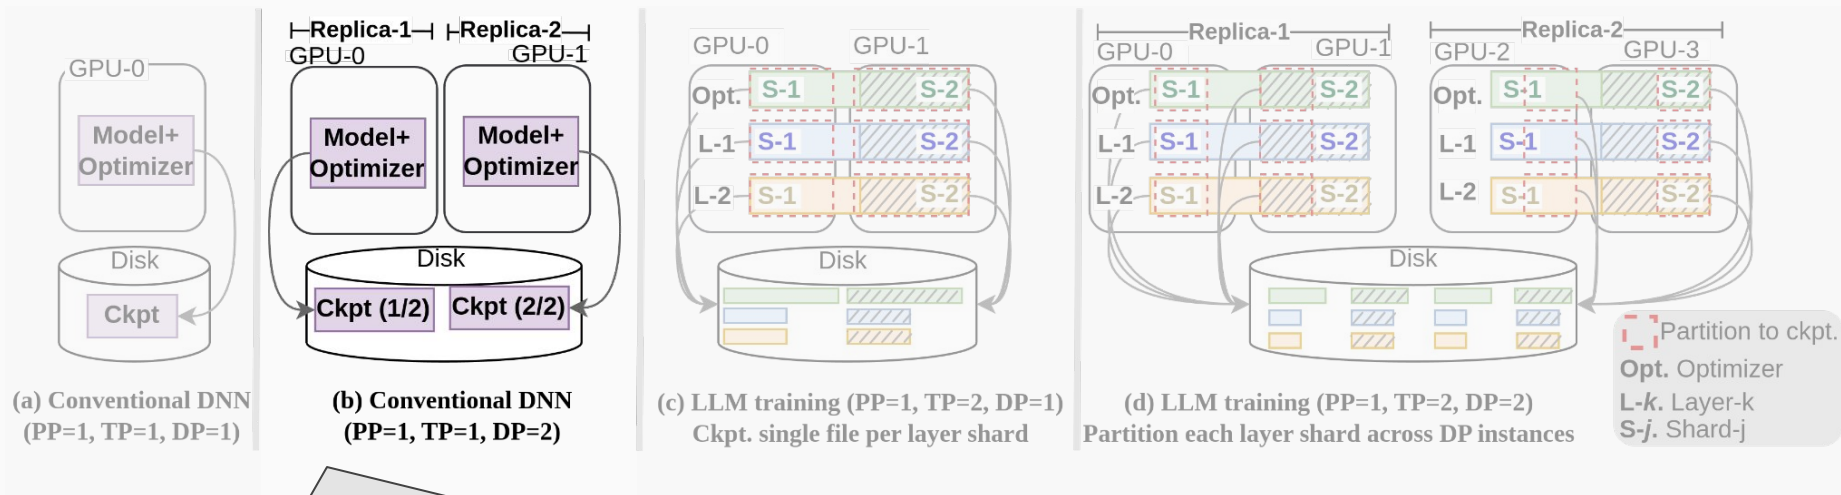 GPU-0
Model+
Optimizer
Disk
Ckpt
(a) Conventional DNN
(PP=1, TP=1, DP=1)
Replica-1
Replica-2
GPU-0
GPU-1
Model+
Optimizer
Model+
Optimizer
Disk
Ckpt (1/2)
Ckpt (2/2)
(b) Conventional DNN
(PP=1, TP=1, DP=2)
GPU-0
GPU-1
Opt.
S-1
S-2
L-1
S-1
S-2
L-2
S-1
S-2
Disk
(c) LLM training (PP=1, TP=2, DP=1)
Ckpt. single file per layer shard
Replica-1
Replica-2
GPU-0
GPU-1
GPU-2
GPU-3
Opt.
S-1
S-2
Opt.
S-1
S-2
L-1
S-1
S-2
L-1
S-1
S-2
L-2
S-1
S-2
L-2
S-1
S-2
Disk
(d) LLM training (PP=1, TP=2, DP=2)
Partition each layer shard across DP instances
Partition to ckpt.
Opt. Optimizer
L-k. Layer-k
S-j. Shard-j